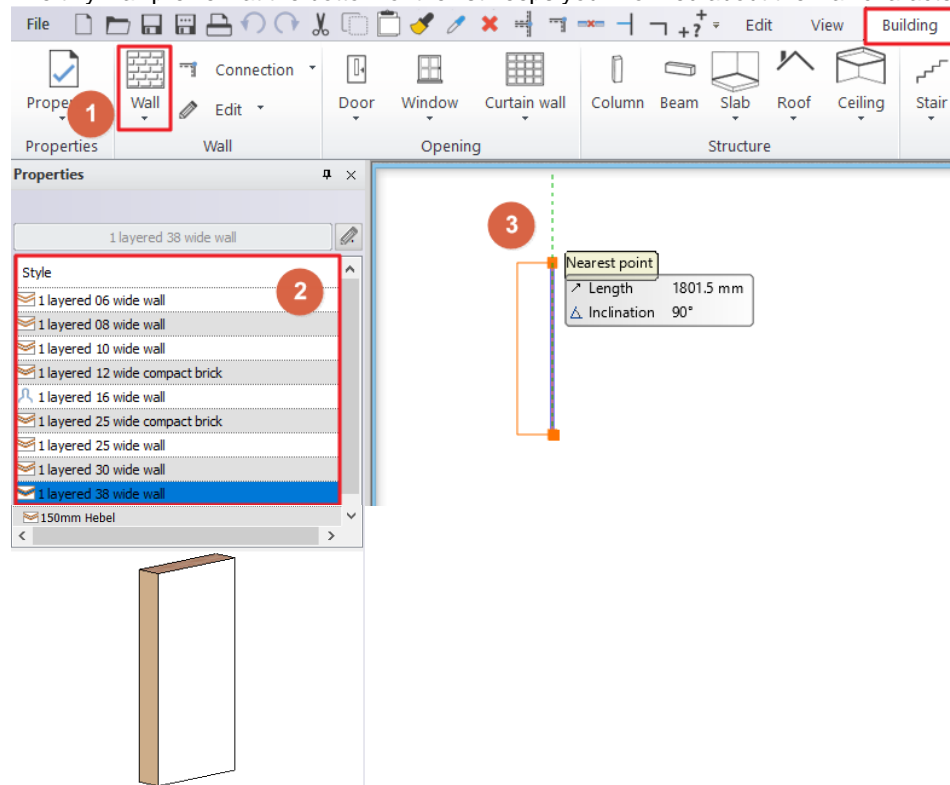 File Edit View Building
Connection
Edit
Wall Door Window Curtain wall Column Beam Slab Roof Ceiling Stair
1
Properties Wall Opening Structure
Properties
1 layered 38 wide wall
Style
2
1 layered 06 wide wall
1 layered 08 wide wall
1 layered 10 wide wall
1 layered 12 wide compact brick
1 layered 16 wide wall
1 layered 25 wide compact brick
1 layered 25 wide wall
1 layered 30 wide wall
1 layered 38 wide wall
150mm Hebel
3
Nearest point
Length 1801.5 mm
Inclination 90°